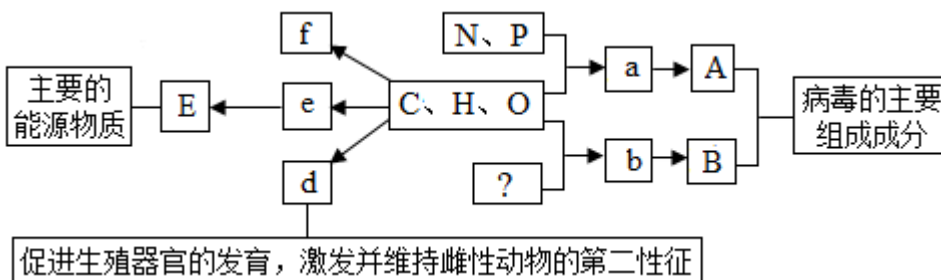 f
N、P
a
A
主要的
能源物质
E
e
C、H、O
病毒的主要
组成成分
d
?
b
B
促进生殖器官的发育，激发并维持雌性动物的第二性征